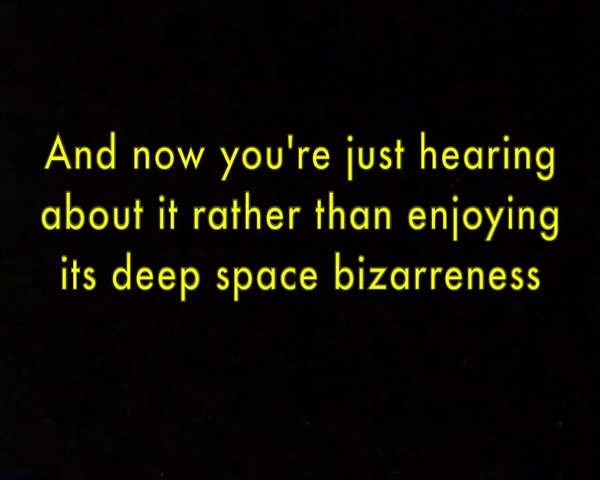 And now you're just hearing
about it rather than enjoying
its deep space bizarreness